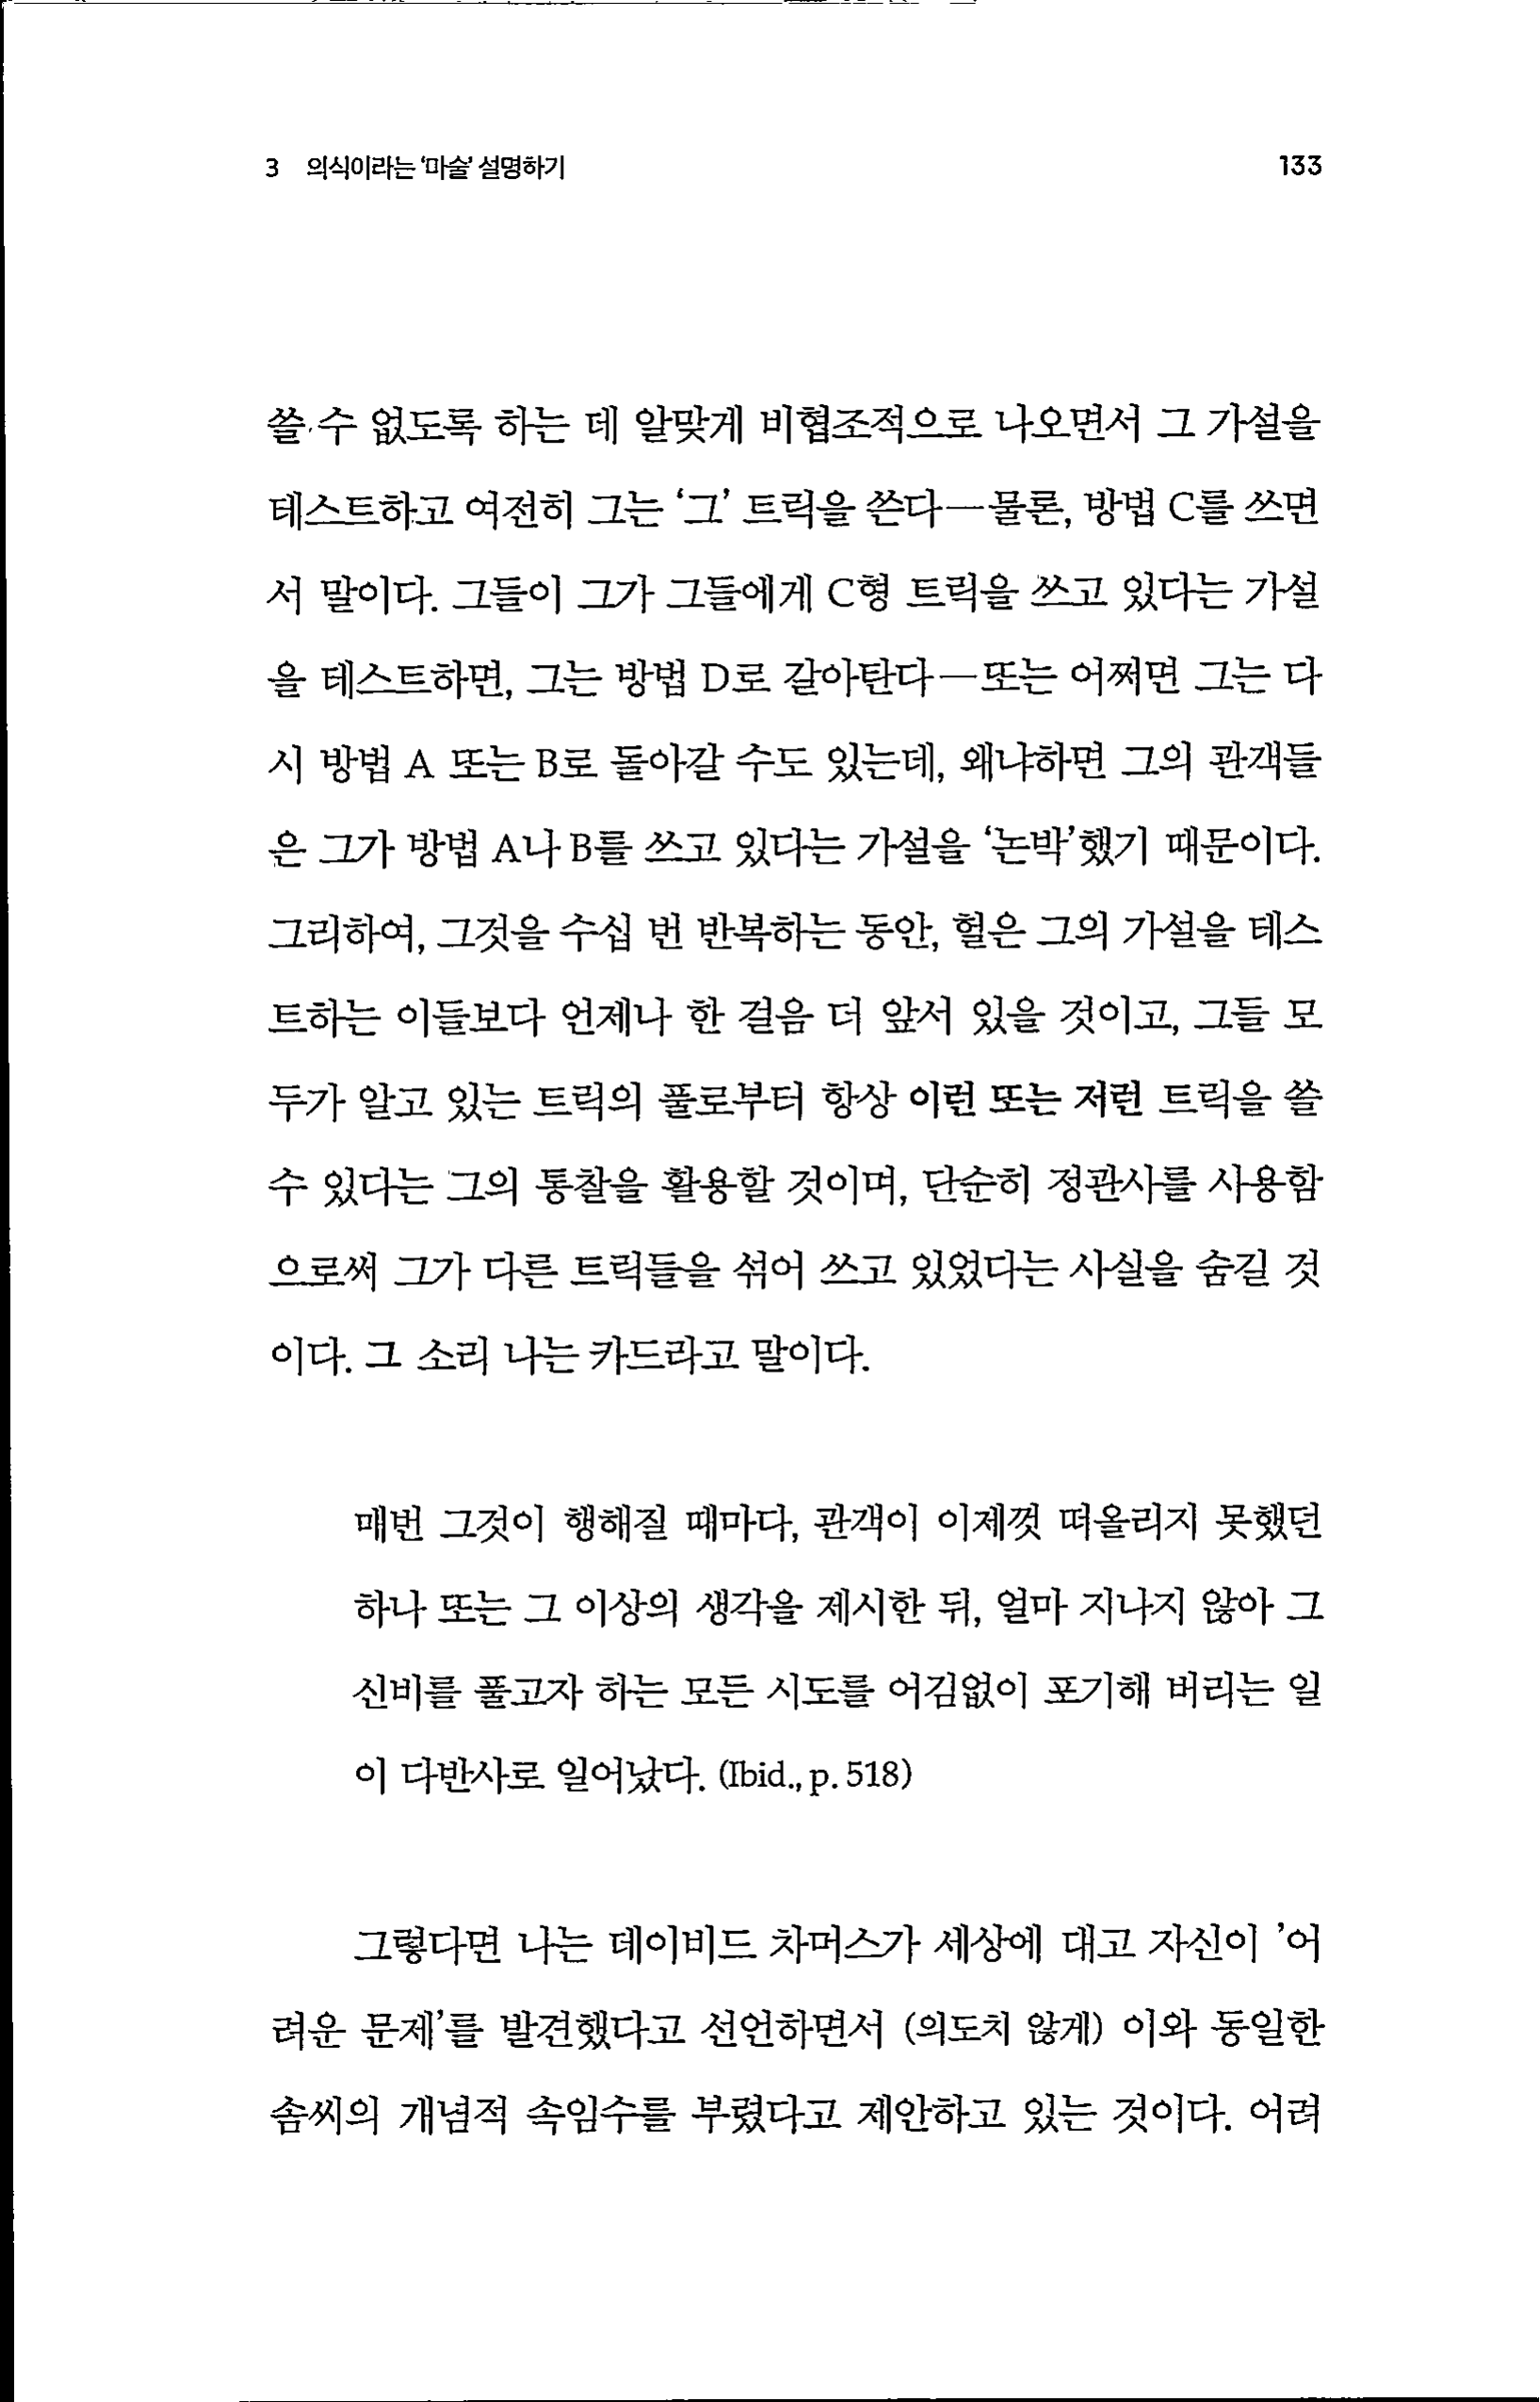 3 의식이라는 ‘마술’ 설명하기 133
쓸 수 없도록 하는 데 알맞게 비협조적으로 나오면서 그 가설을
테스트하고 여전히 그는 ‘그’ 트릭을 쓴다—물론, 방법 C를 쓰면
서 말이다. 그들이 그가 그들에게 C형 트릭을 쓰고 있다는 가설
을 테스트하면, 그는 방법 D로 갈아탄다—또는 어쩌면 그는 다
시 방법 A 또는 B로 돌아갈 수도 있는데, 왜냐하면 그의 관객들
은 그가 방법 A나 B를 쓰고 있다는 가설을 ‘논박’했기 때문이다.
그리하여, 그것을 수십 번 반복하는 동안, 헐은 그의 가설을 테스
트하는 이들보다 언제나 한 걸음 더 앞서 있을 것이고, 그들 모
두가 알고 있는 트릭의 풀로부터 항상 이런 또는 저런 트릭을 쓸
수 있다는 그의 통찰을 활용할 것이며, 단순히 정관사를 사용함
으로써 그가 다른 트릭들을 섞어 쓰고 있었다는 사실을 숨길 것
이다. 그 소리 나는 카드라고 말이다.
매번 그것이 행해질 때마다, 관객이 이제껏 떠올리지 못했던
하나 또는 그 이상의 생각을 제시한 뒤, 얼마 지나지 않아 그
신비를 풀고자 하는 모든 시도를 어김없이 포기해 버리는 일
이 다반사로 일어났다. (Ibid., p. 518)
그렇다면 나는 데이비드 차머스가 세상에 대고 자신이 ’어
려운 문제’를 발견했다고 선언하면서 (의도치 않게) 이와 동일한
솜씨의 개념적 속임수를 부렸다고 제안하고 있는 것이다. 어려